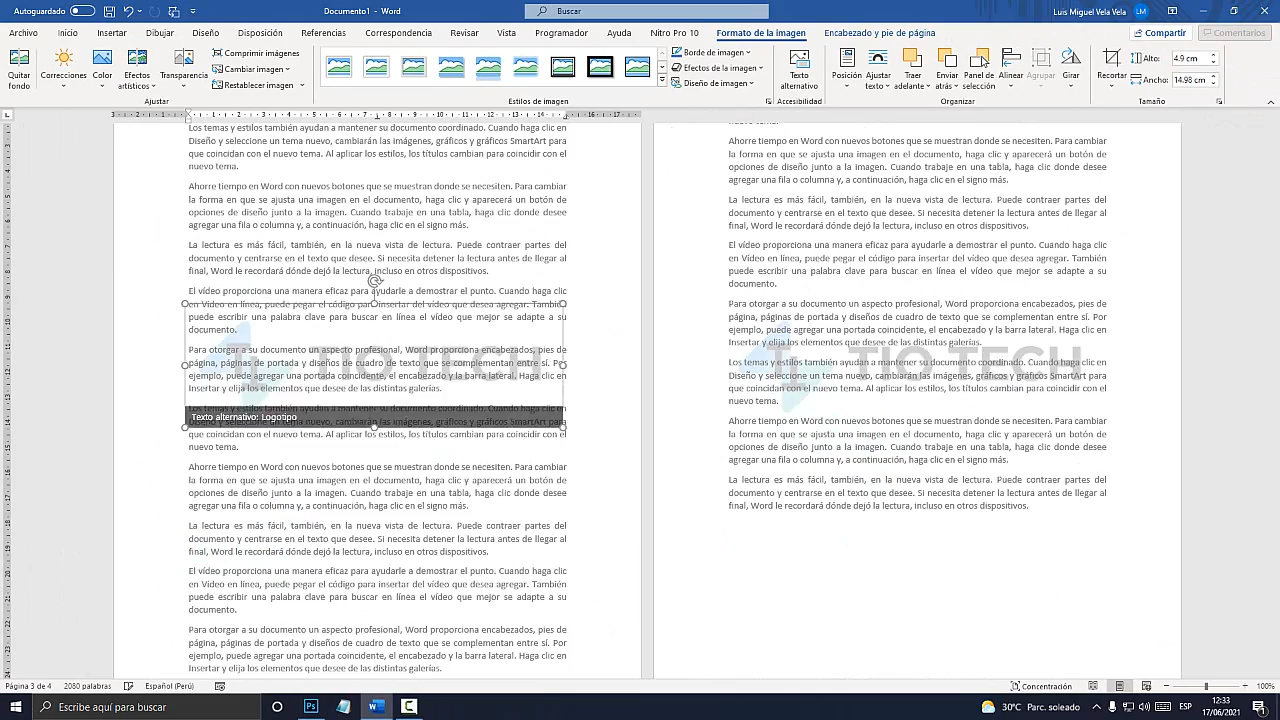 Autoguardado
Documento1 - Word
Buscar
Luis Miguel Vela Vela
LM
Archivo Inicio Insertar Dibujar Diseño Disposición Referencias Correspondencia Revisar Vista Programador Ayuda Nitro Pro 10 Formato de la imagen Encabezado y pie de página
Compartir
Comentarios
Quitar fondo
Correcciones
Color
Efectos artísticos
Transparencia
Comprimir imágenes
Cambiar imagen
Restablecer imagen
Ajustar
Estilos de imagen
Borde de imagen
Efectos de la imagen
Diseño de imagen
Texto alternativo
Accesibilidad
Posición
Ajustar texto
Traer adelante
Enviar atrás
Panel de selección
Alinear
Agrupar
Girar
Organizar
Recortar
Alto: 4.9 cm
Ancho: 14.98 cm
Tamaño
Los temas y estilos también ayudan a mantener su documento coordinado. Cuando haga clic en
Diseño y seleccione un tema nuevo, cambiarán las imágenes, gráficos y gráficos SmartArt para
que coincidan con el nuevo tema. Al aplicar los estilos, los títulos cambian para coincidir con el
nuevo tema.
Ahorre tiempo en Word con nuevos botones que se muestran donde se necesiten. Para cambiar
la forma en que se ajusta una imagen en el documento, haga clic y aparecerá un botón de
opciones de diseño junto a la imagen. Cuando trabaje en una tabla, haga clic donde desee
agregar una fila o columna y, a continuación, haga clic en el signo más.
La lectura es más fácil, también, en la nueva vista de lectura. Puede contraer partes del
documento y centrarse en el texto que desee. Si necesita detener la lectura antes de llegar al
final, Word le recordará dónde dejó la lectura, incluso en otros dispositivos.
El vídeo proporciona una manera eficaz para ayudarle a demostrar el punto. Cuando haga clic
en Vídeo en línea, puede pegar el código para insertar del vídeo que desea agregar. También
puede escribir una palabra clave para buscar en línea el vídeo que mejor se adapte a su
documento.
Para otorgar a su documento un aspecto profesional, Word proporciona encabezados, pies de
página, páginas de portada y diseños de cuadro de texto que se complementan entre sí. Por
ejemplo, puede agregar una portada coincidente, el encabezado y la barra lateral. Haga clic en
Insertar y elija los elementos que desee de las distintas galerías.
TIO TECH
Los temas y estilos también ayudan a mantener su documento coordinado. Cuando haga clic en
Texto alternativo: Logotipo
Diseño y seleccione un tema nuevo, cambiarán las imágenes, gráficos y gráficos SmartArt para
que coincidan con el nuevo tema. Al aplicar los estilos, los títulos cambian para coincidir con el
nuevo tema.
Ahorre tiempo en Word con nuevos botones que se muestran donde se necesiten. Para cambiar
la forma en que se ajusta una imagen en el documento, haga clic y aparecerá un botón de
opciones de diseño junto a la imagen. Cuando trabaje en una tabla, haga clic donde desee
agregar una fila o columna y, a continuación, haga clic en el signo más.
La lectura es más fácil, también, en la nueva vista de lectura. Puede contraer partes del
documento y centrarse en el texto que desee. Si necesita detener la lectura antes de llegar al
final, Word le recordará dónde dejó la lectura, incluso en otros dispositivos.
El vídeo proporciona una manera eficaz para ayudarle a demostrar el punto. Cuando haga clic
en Vídeo en línea, puede pegar el código para insertar del vídeo que desea agregar. También
puede escribir una palabra clave para buscar en línea el vídeo que mejor se adapte a su
documento.
Para otorgar a su documento un aspecto profesional, Word proporciona encabezados, pies de
página, páginas de portada y diseños de cuadro de texto que se complementan entre sí. Por
ejemplo, puede agregar una portada coincidente, el encabezado y la barra lateral. Haga clic en
Insertar y elija los elementos que desee de las distintas galerías.
nuevo tema.
Ahorre tiempo en Word con nuevos botones que se muestran donde se necesiten. Para cambiar
la forma en que se ajusta una imagen en el documento, haga clic y aparecerá un botón de
opciones de diseño junto a la imagen. Cuando trabaje en una tabla, haga clic donde desee
agregar una fila o columna y, a continuación, haga clic en el signo más.
La lectura es más fácil, también, en la nueva vista de lectura. Puede contraer partes del
documento y centrarse en el texto que desee. Si necesita detener la lectura antes de llegar al
final, Word le recordará dónde dejó la lectura, incluso en otros dispositivos.
El vídeo proporciona una manera eficaz para ayudarle a demostrar el punto. Cuando haga clic
en Vídeo en línea, puede pegar el código para insertar del vídeo que desea agregar. También
puede escribir una palabra clave para buscar en línea el vídeo que mejor se adapte a su
documento.
Para otorgar a su documento un aspecto profesional, Word proporciona encabezados, pies de
página, páginas de portada y diseños de cuadro de texto que se complementan entre sí. Por
ejemplo, puede agregar una portada coincidente, el encabezado y la barra lateral. Haga clic en
Insertar y elija los elementos que desee de las distintas galerías.
TIO TECH
Los temas y estilos también ayudan a mantener su documento coordinado. Cuando haga clic en
Diseño y seleccione un tema nuevo, cambiarán las imágenes, gráficos y gráficos SmartArt para
que coincidan con el nuevo tema. Al aplicar los estilos, los títulos cambian para coincidir con el
nuevo tema.
Ahorre tiempo en Word con nuevos botones que se muestran donde se necesiten. Para cambiar
la forma en que se ajusta una imagen en el documento, haga clic y aparecerá un botón de
opciones de diseño junto a la imagen. Cuando trabaje en una tabla, haga clic donde desee
agregar una fila o columna y, a continuación, haga clic en el signo más.
La lectura es más fácil, también, en la nueva vista de lectura. Puede contraer partes del
documento y centrarse en el texto que desee. Si necesita detener la lectura antes de llegar al
final, Word le recordará dónde dejó la lectura, incluso en otros dispositivos.
Página 3 de 4 2080 palabras Español (Perú)
Concentración
100%
Escribe aquí para buscar
30°C Parc. soleado
ESP
12:33
17/06/2021